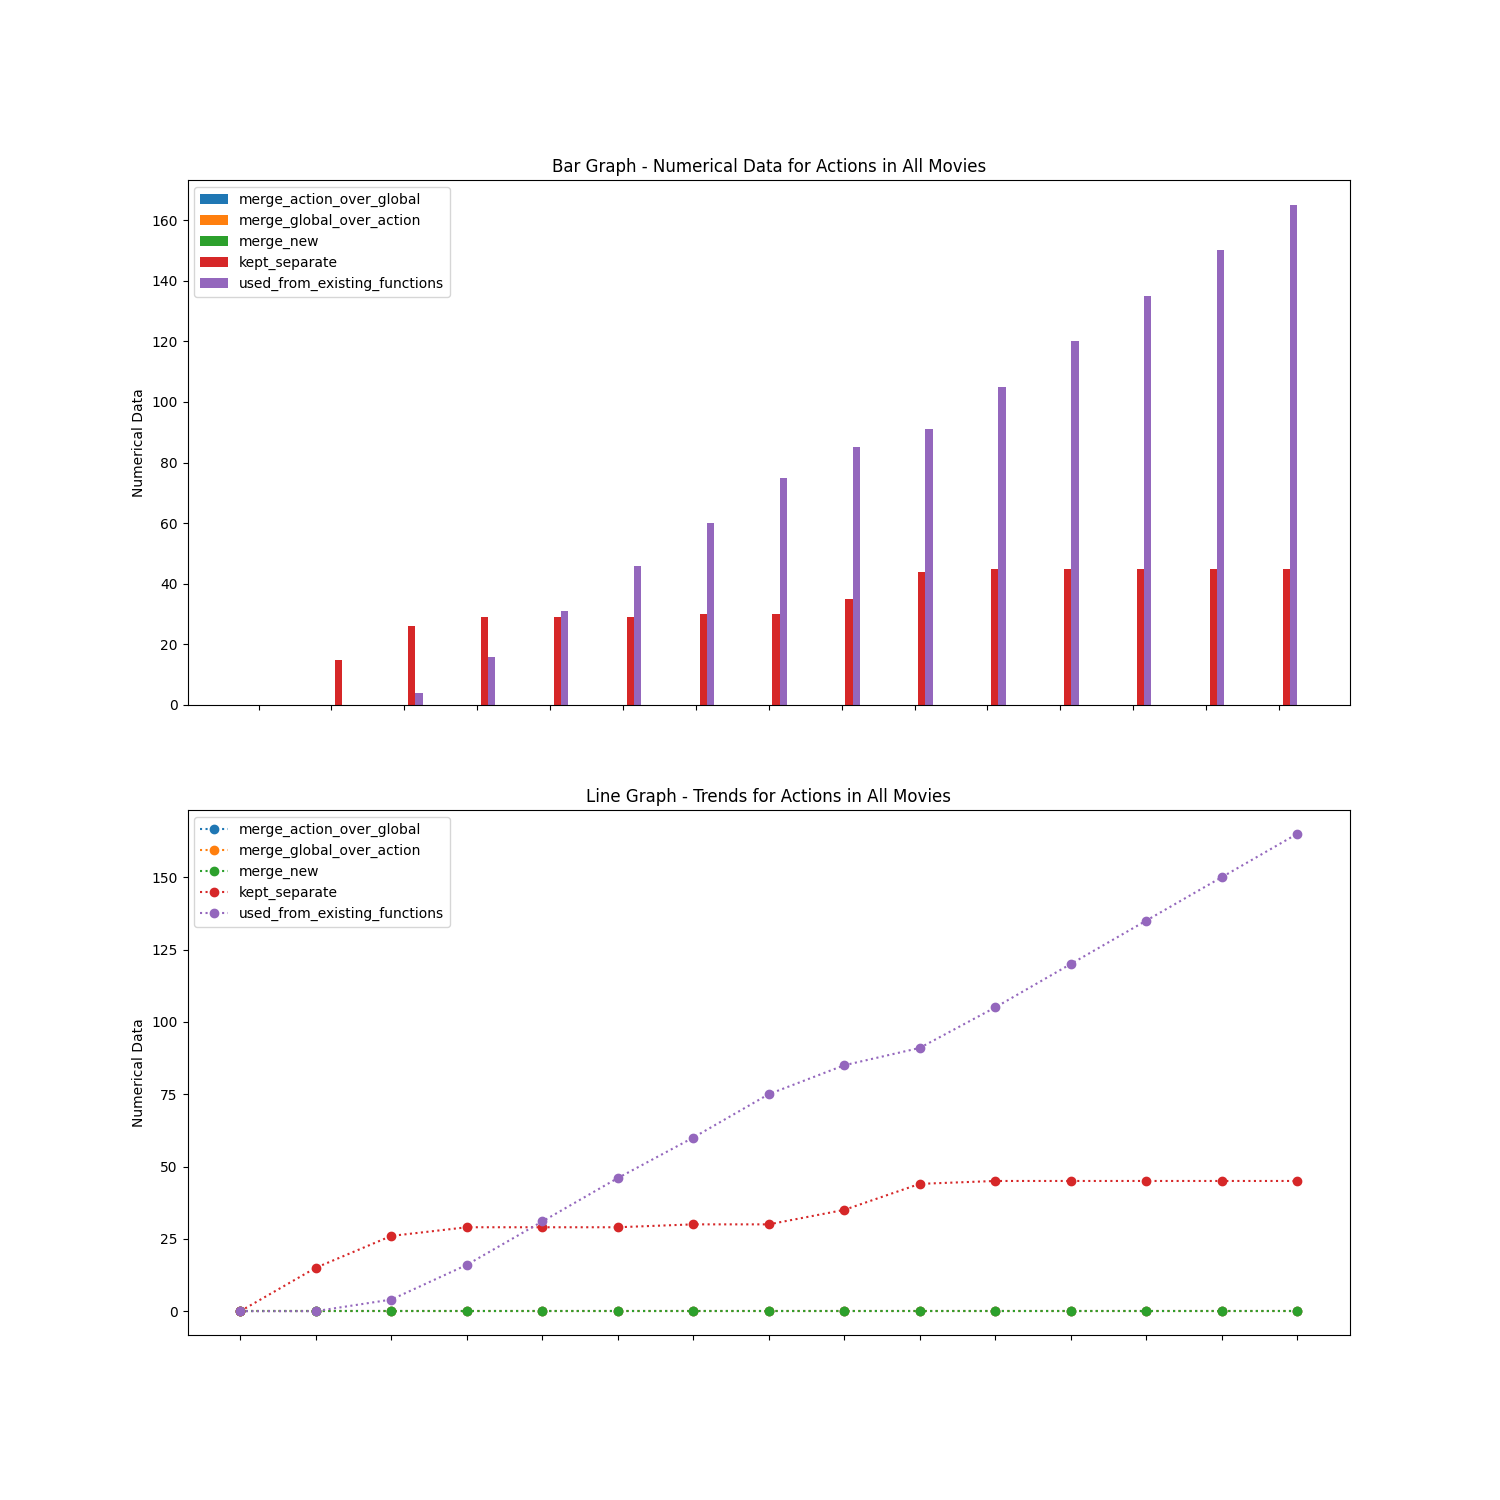 Bar Graph - Numerical Data for Actions in All Movies
merge_action_over_global
merge_global_over_action
merge_new
kept_separate
used_from_existing_functions
Numerical Data
160
140
120
100
80
60
40
20
0
Line Graph - Trends for Actions in All Movies
merge_action_over_global
merge_global_over_action
merge_new
kept_separate
used_from_existing_functions
Numerical Data
150
125
100
75
50
25
0